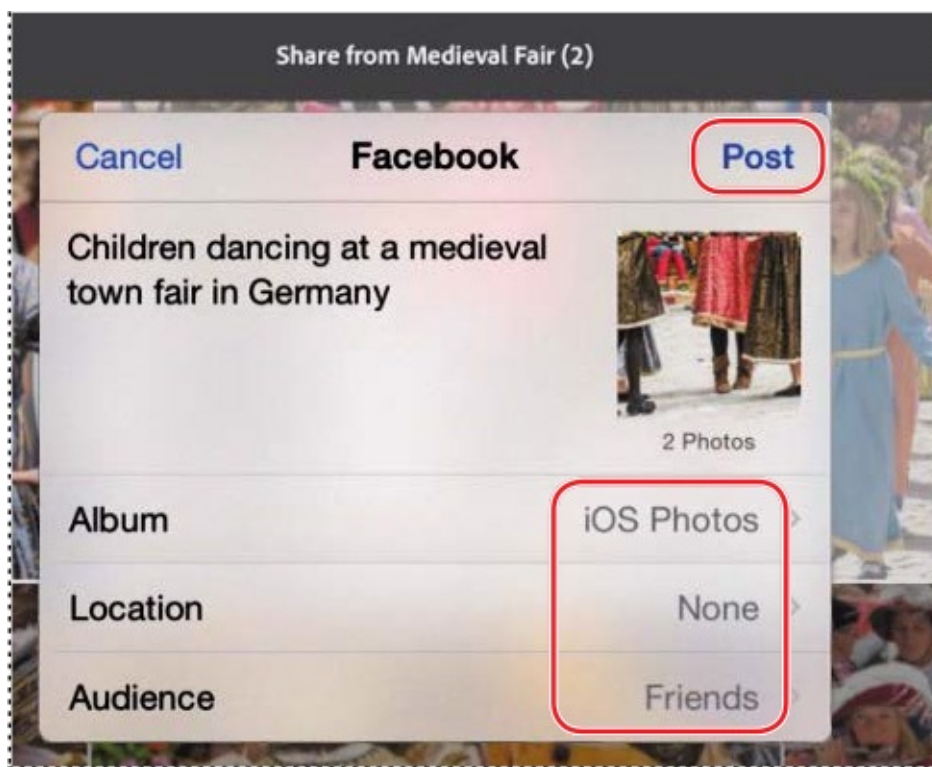 Share from Medieval Fair (2)
Cancel Facebook Post
Children dancing at a medieval
town fair in Germany
2 Photos
Album iOS Photos
Location None
Audience Friends